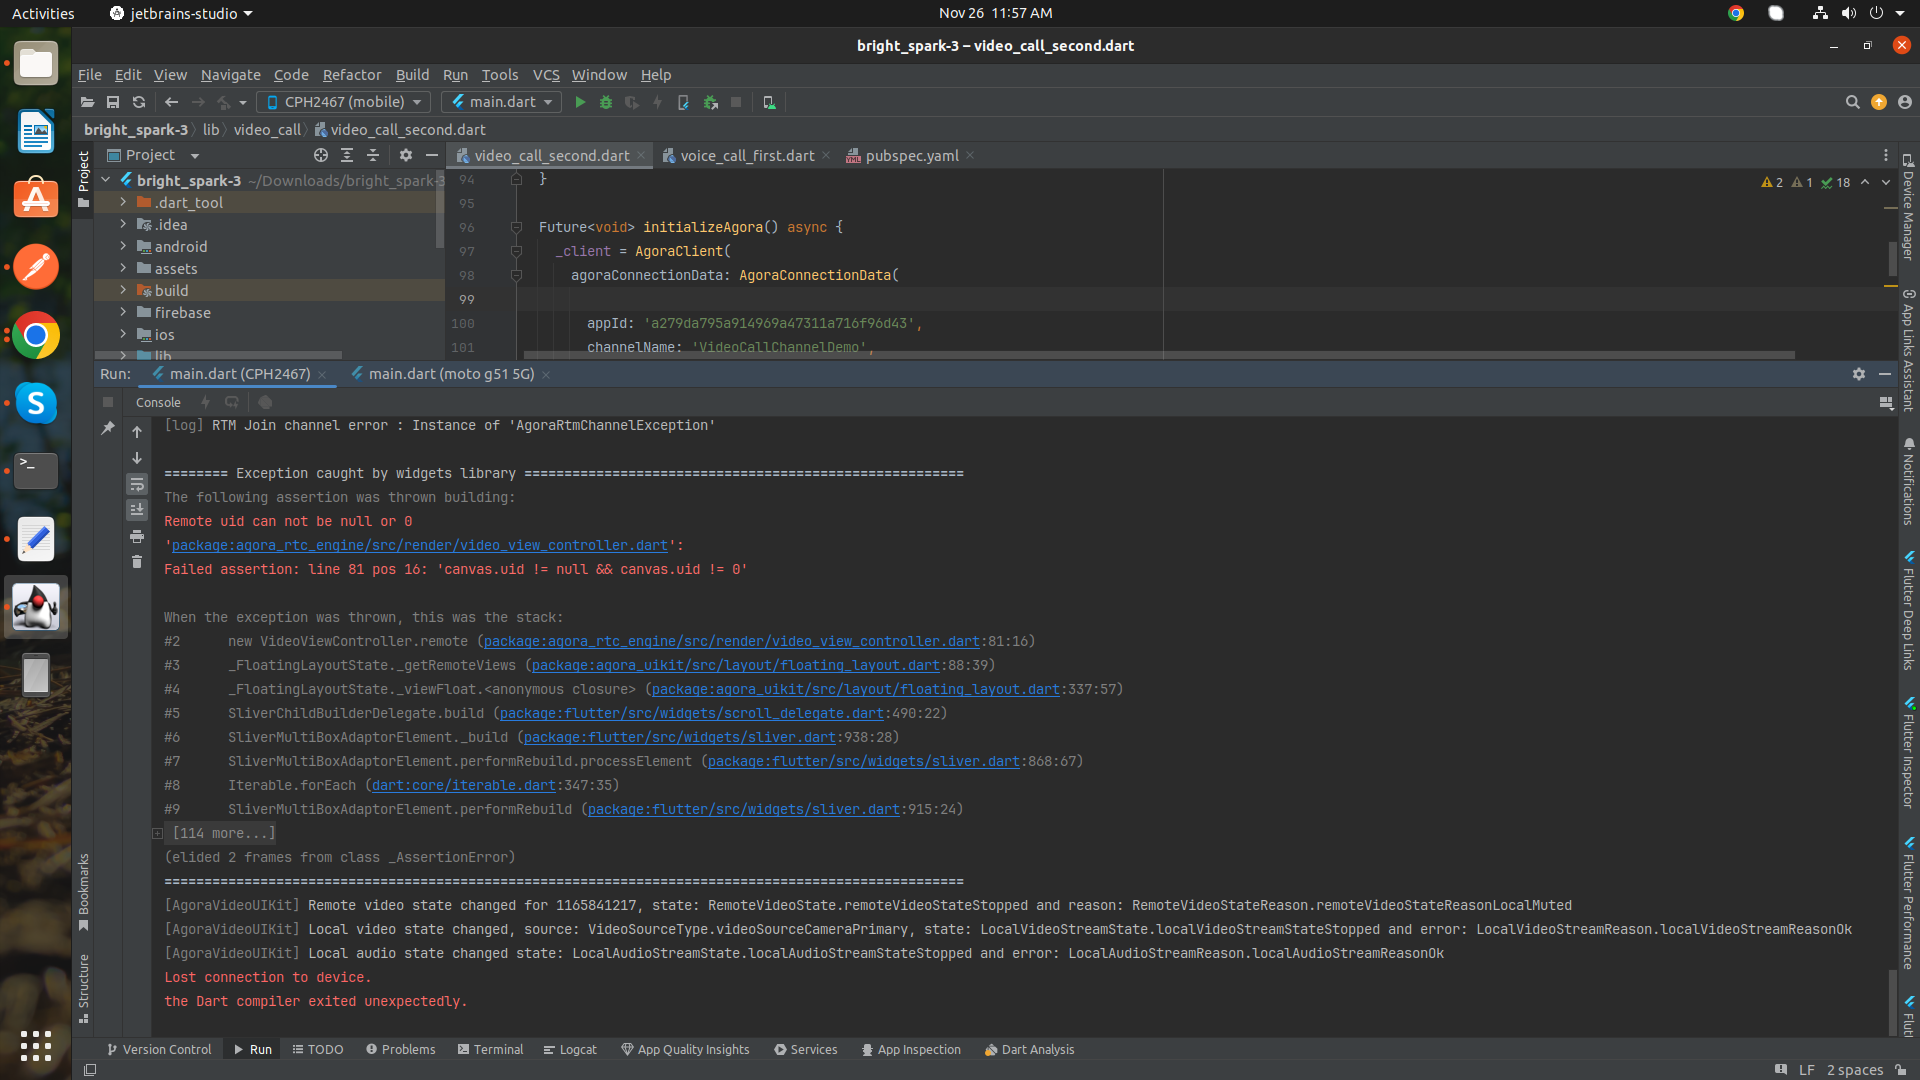 Activities
jetbrains-studio
Nov 26 11:57 AM
bright_spark-3 – video_call_second.dart
File Edit View Navigate Code Refactor Build Run Tools VCS Window Help
CPH2467 (mobile)
main.dart
bright_spark-3 lib video_call video_call_second.dart
Project
Project
video_call_second.dart
voice_call_first.dart
pubspec.yaml
bright_spark-3 ~/Downloads/bright_spark-3
.dart_tool
.idea
android
assets
build
firebase
ios
lib
94 }
95
96 Future<void> initializeAgora() async {
97 _client = AgoraClient(
98 agoraConnectionData: AgoraConnectionData(
99
100 appId: 'a279da795a914969a47311a716f96d43',
101 channelName: 'VideoCallChannelDemo',
2 1 18
Run:
main.dart (CPH2467)
main.dart (moto g51 5G)
Console
[log] RTM Join channel error : Instance of 'AgoraRtmChannelException'
======== Exception caught by widgets library =======================================================
The following assertion was thrown building:
Remote uid can not be null or 0
'package:agora_rtc_engine/src/render/video_view_controller.dart':
Failed assertion: line 81 pos 16: 'canvas.uid != null && canvas.uid != 0'
When the exception was thrown, this was the stack:
#2 new VideoViewController.remote (package:agora_rtc_engine/src/render/video_view_controller.dart:81:16)
#3 _FloatingLayoutState._getRemoteViews (package:agora_uikit/src/layout/floating_layout.dart:88:39)
#4 _FloatingLayoutState._viewFloat.<anonymous closure> (package:agora_uikit/src/layout/floating_layout.dart:337:57)
#5 SliverChildBuilderDelegate.build (package:flutter/src/widgets/scroll_delegate.dart:490:22)
#6 SliverMultiBoxAdaptorElement._build (package:flutter/src/widgets/sliver.dart:938:28)
#7 SliverMultiBoxAdaptorElement.performRebuild.processElement (package:flutter/src/widgets/sliver.dart:868:67)
#8 Iterable.forEach (dart:core/iterable.dart:347:35)
#9 SliverMultiBoxAdaptorElement.performRebuild (package:flutter/src/widgets/sliver.dart:915:24)
[114 more...]
(elided 2 frames from class _AssertionError)
====================================================================================================
[AgoraVideoUIKit] Remote video state changed for 1165841217, state: RemoteVideoState.remoteVideoStateStopped and reason: RemoteVideoStateReason.remoteVideoStateReasonLocalMuted
[AgoraVideoUIKit] Local video state changed, source: VideoSourceType.videoSourceCameraPrimary, state: LocalVideoStreamState.localVideoStreamStateStopped and error: LocalVideoStreamReason.localVideoStreamReasonOk
[AgoraVideoUIKit] Local audio state changed state: LocalAudioStreamState.localAudioStreamStateStopped and error: LocalAudioStreamReason.localAudioStreamReasonOk
Lost connection to device.
the Dart compiler exited unexpectedly.
Bookmarks
Structure
Device Manager
App Links Assistant
Notifications
Flutter Deep Links
Flutter Inspector
Flutter Performance
Flut
Version Control Run TODO Problems Terminal Logcat App Quality Insights Services App Inspection Dart Analysis
LF 2 spaces